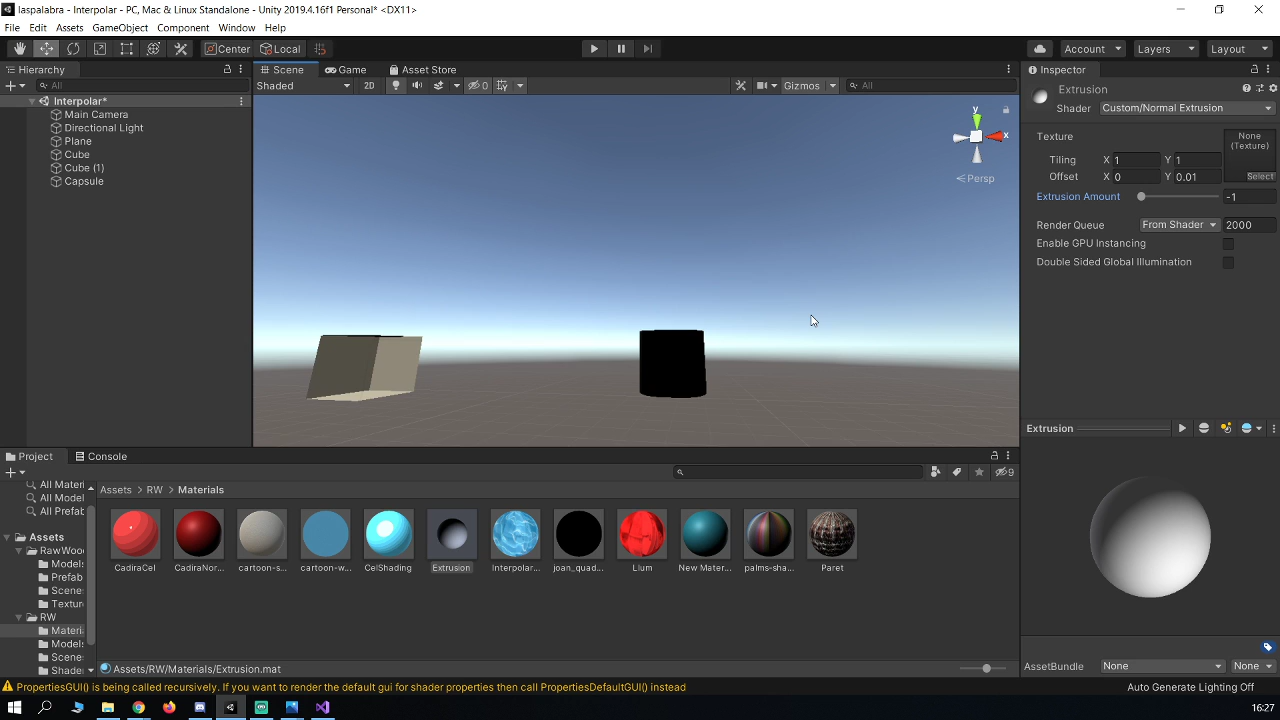 laspalabra - Interpolar - PC, Mac & Linux Standalone - Unity 2019.4.16f1 Personal* <DX11>
File Edit Assets GameObject Component Window Help
Center Local Account Layers Layout
Hierarchy
All
Interpolar*
Main Camera
Directional Light
Plane
Cube
Cube (1)
Capsule
Scene Game Asset Store
Shaded 2D 0 Gizmos All
y
x
Persp
Inspector
Extrusion
Shader Custom/Normal Extrusion
Texture None (Texture)
Tiling X 1 Y 1
Offset X 0 Y 0.01 Select
Extrusion Amount -1
Render Queue From Shader 2000
Enable GPU Instancing
Double Sided Global Illumination
Extrusion
AssetBundle None None
Project Console
9
All Materi
All Model
All Prefab
Assets
RawWoo
Models
Prefab
Scene
Textur
RW
Materi
Models
Scene
Shade
Assets > RW > Materials
CadiraCel CadiraNor... cartoon-s... cartoon-w... CelShading Extrusion Interpolar... joan_quad... Llum New Mater... palms-sha... Paret
Assets/RW/Materials/Extrusion.mat
PropertiesGUI() is being called recursively. If you want to render the default gui for shader properties then call PropertiesDefaultGUI() instead
Auto Generate Lighting Off
16:27